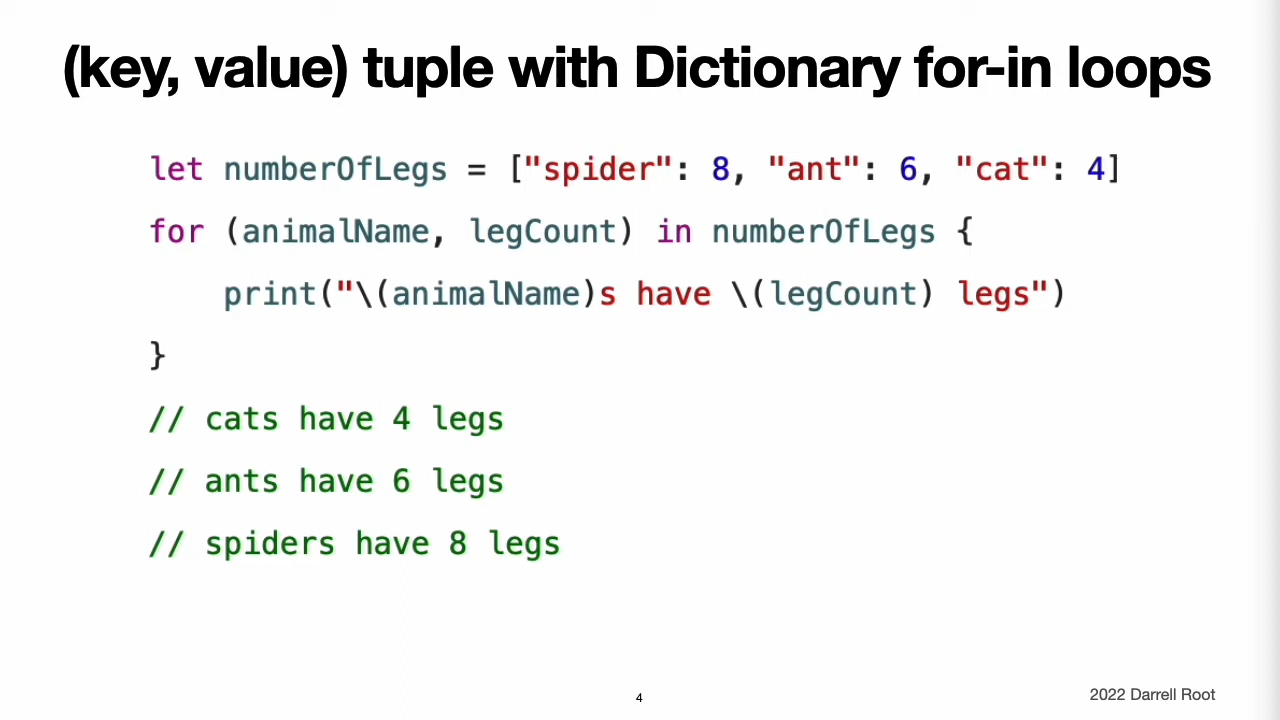 (key, value) tuple with Dictionary for-in loops
let numberOfLegs = ["spider": 8, "ant": 6, "cat": 4]
for (animalName, legCount) in numberOfLegs {
    print("\(animalName)s have \(legCount) legs")
}
// cats have 4 legs
// ants have 6 legs
// spiders have 8 legs
4
2022 Darrell Root